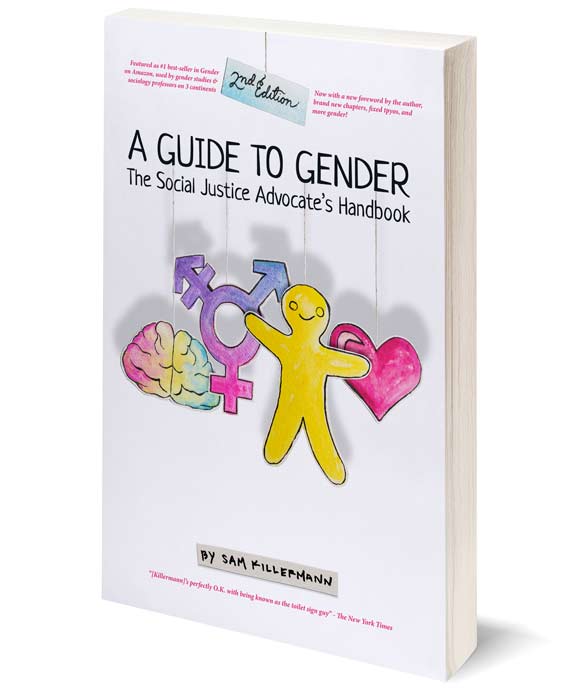 Featured as #1 best-seller in Gender
on Amazon, used by gender studies &
sociology professors on 3 continents
2nd
Edition
Now with a new foreword by the author,
brand new chapters, fixed tpyos, and
more gender!
A GUIDE TO GENDER
The Social Justice Advocate's Handbook
BY SAM KILLERMANN
"[Killermann]'s perfectly O.K. with being known as the toilet sign guy" - The New York Times